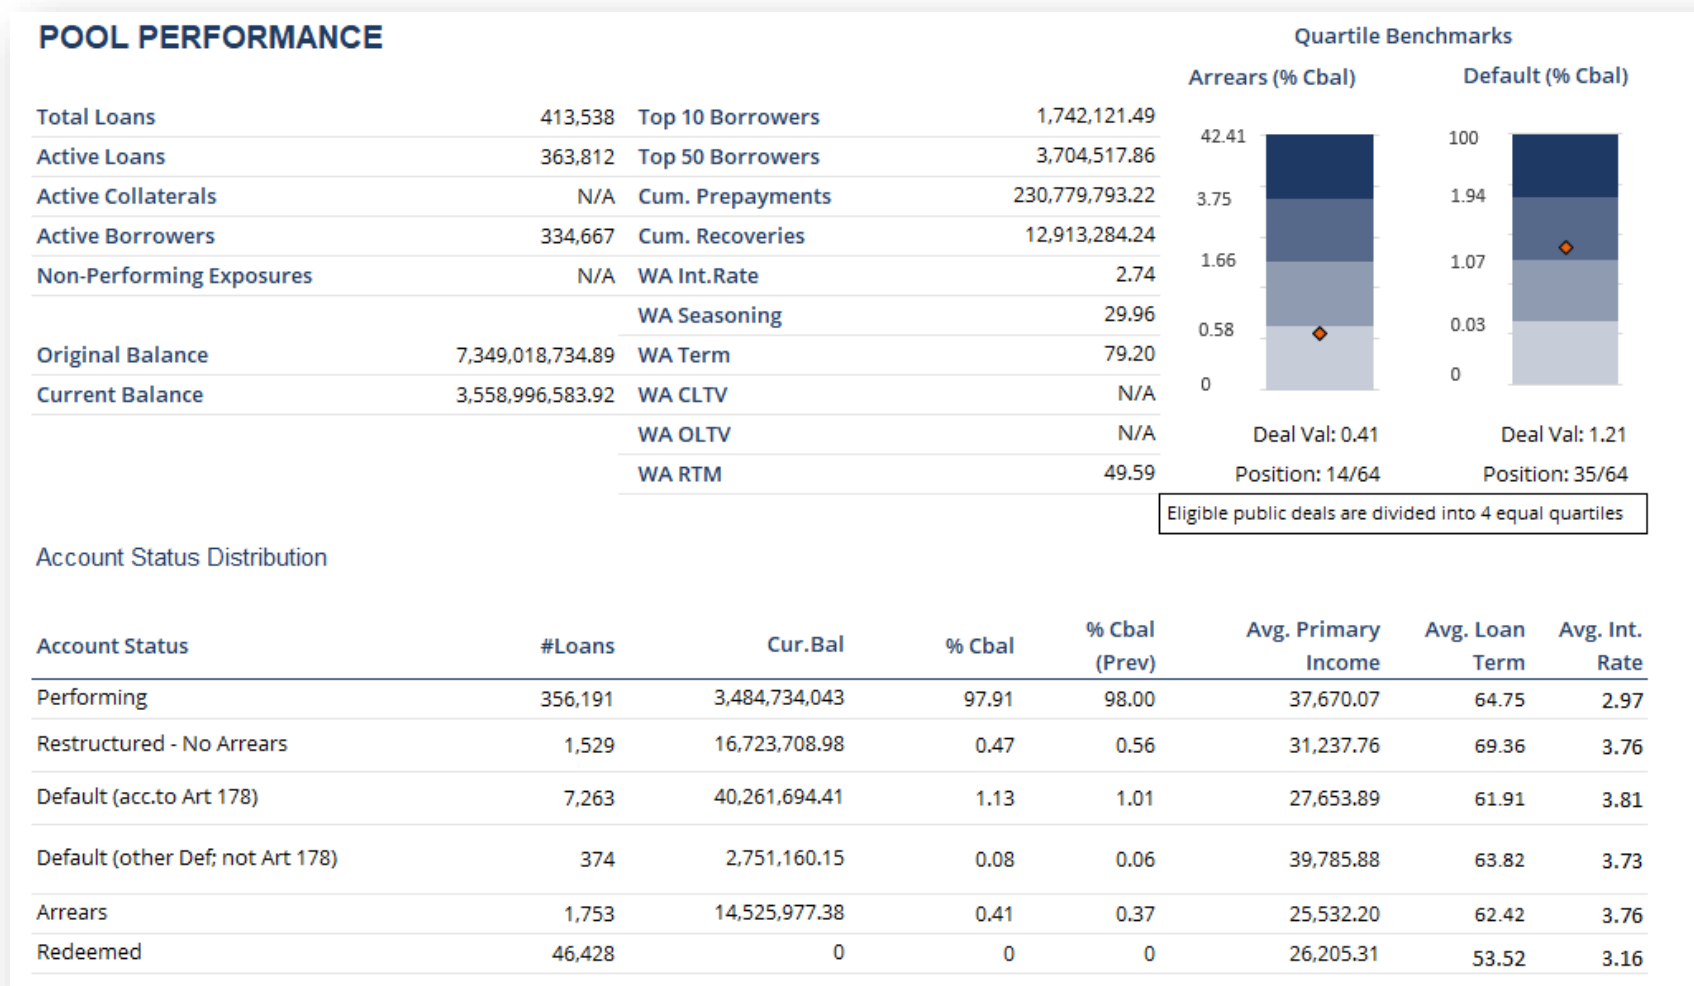 POOL PERFORMANCE
Quartile Benchmarks
Arrears (% Cbal) Default (% Cbal)
Total Loans 413,538 Top 10 Borrowers 1,742,121.49
Active Loans 363,812 Top 50 Borrowers 3,704,517.86
Active Collaterals N/A Cum. Prepayments 230,779,793.22
Active Borrowers 334,667 Cum. Recoveries 12,913,284.24
Non-Performing Exposures N/A WA Int.Rate 2.74
WA Seasoning 29.96
Original Balance 7,349,018,734.89 WA Term 79.20
Current Balance 3,558,996,583.92 WA CLTV N/A
WA OLTV N/A
WA RTM 49.59
42.41 100
3.75 1.94
1.66 1.07
0.58 0.03
0 0
Deal Val: 0.41 Deal Val: 1.21
Position: 14/64 Position: 35/64
Eligible public deals are divided into 4 equal quartiles
Account Status Distribution
Account Status #Loans Cur.Bal % Cbal % Cbal (Prev) Avg. Primary Income Avg. Loan Term Avg. Int. Rate
Performing 356,191 3,484,734,043 97.91 98.00 37,670.07 64.75 2.97
Restructured - No Arrears 1,529 16,723,708.98 0.47 0.56 31,237.76 69.36 3.76
Default (acc.to Art 178) 7,263 40,261,694.41 1.13 1.01 27,653.89 61.91 3.81
Default (other Def; not Art 178) 374 2,751,160.15 0.08 0.06 39,785.88 63.82 3.73
Arrears 1,753 14,525,977.38 0.41 0.37 25,532.20 62.42 3.76
Redeemed 46,428 0 0 0 26,205.31 53.52 3.16